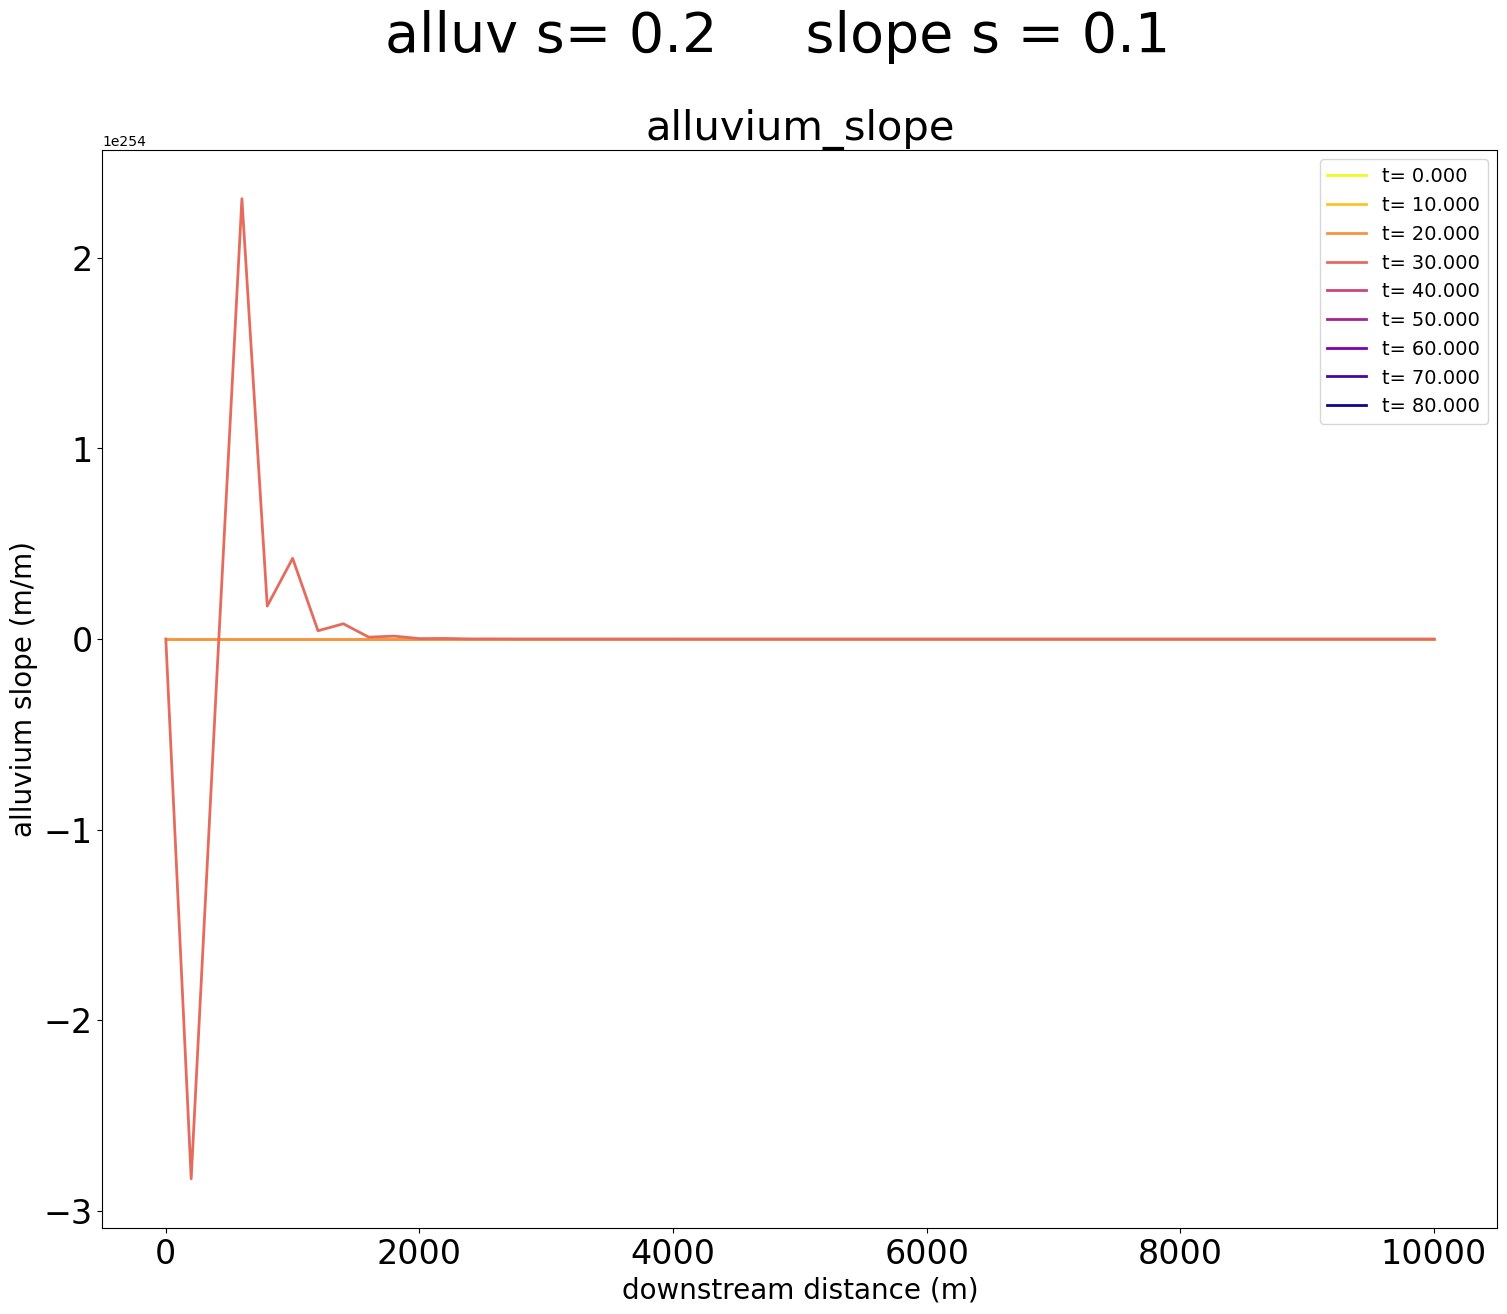 alluv s= 0.2 slope s = 0.1
alluvium_slope
1e254
t= 0.000
t= 10.000
t= 20.000
t= 30.000
t= 40.000
t= 50.000
t= 60.000
t= 70.000
t= 80.000
2
1
0
−1
−2
−3
alluvium slope (m/m)
0 2000 4000 6000 8000 10000
downstream distance (m)